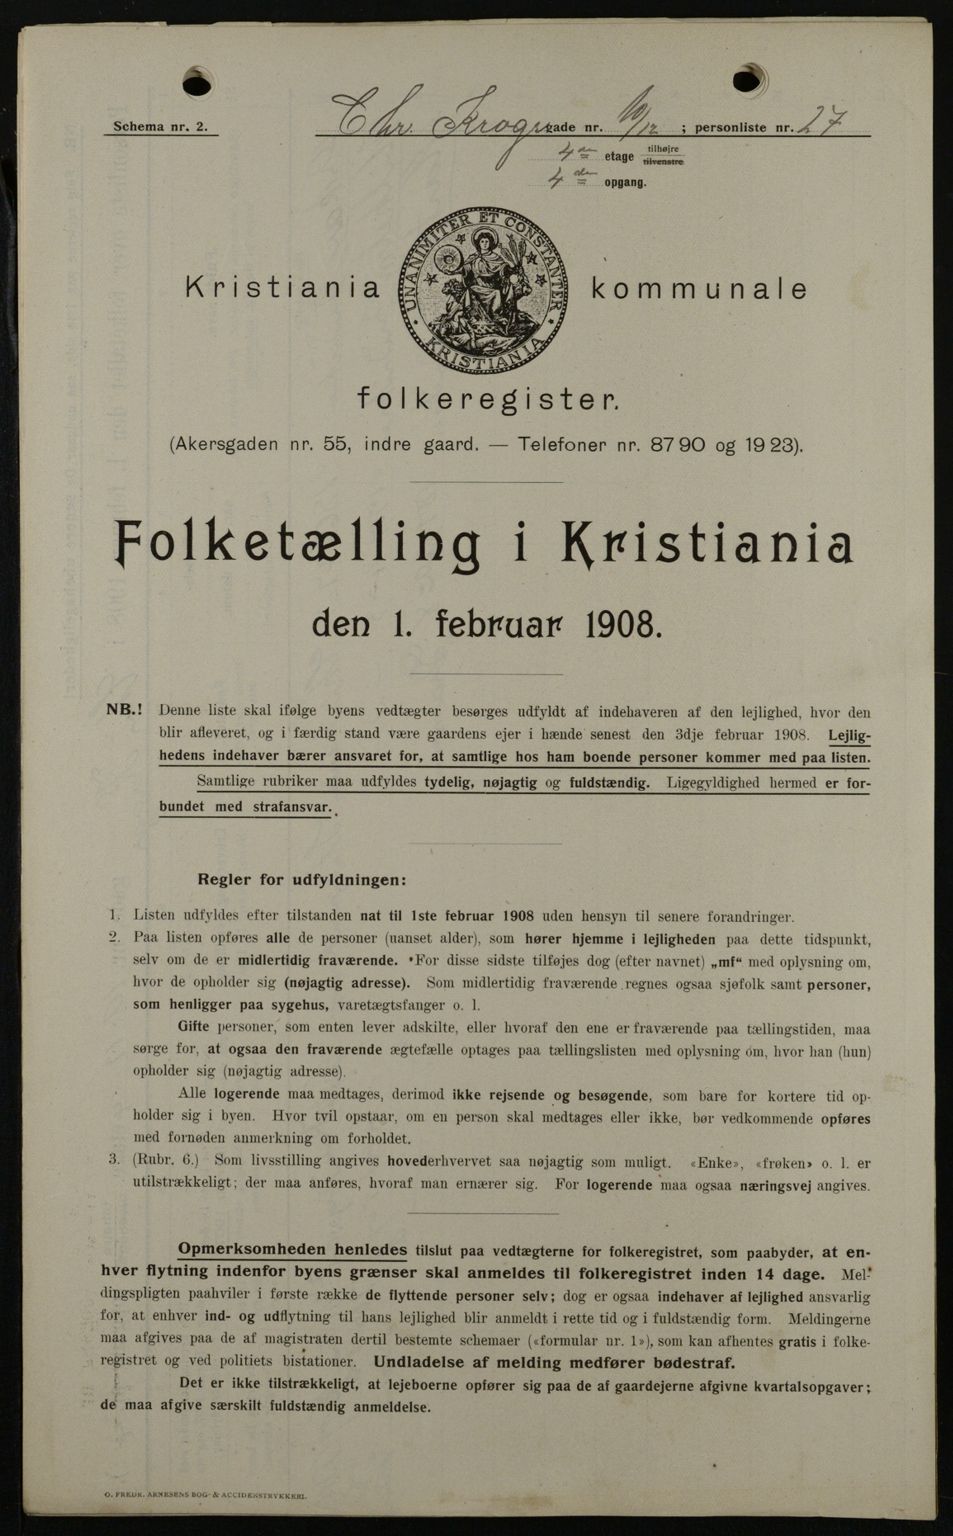 Schema nr. 2.
Chr. Krogs gade nr. 10/12 ; personliste nr. 27
4de etage tilhøjre
tilvenstre
4de opgang.
UNANIMITER ET CONSTANTER
KRISTIANIA
Kristiania kommunale
folkeregister.
(Akersgaden nr. 55, indre gaard. — Telefoner nr. 87 90 og 19 23).
Folketælling i Kristiania
den 1. februar 1908.
NB.! Denne liste skal ifølge byens vedtægter besørges udfyldt af indehaveren af den lejlighed, hvor den
blir afleveret, og i færdig stand være gaardens ejer i hænde senest den 3dje februar 1908. Lejlig-
hedens indehaver bærer ansvaret for, at samtlige hos ham boende personer kommer med paa listen.
Samtlige rubriker maa udfyldes tydelig, nøjagtig og fuldstændig. Ligegyldighed hermed er for-
bundet med strafansvar.
Regler for udfyldningen:
1. Listen udfyldes efter tilstanden nat til 1ste februar 1908 uden hensyn til senere forandringer.
2. Paa listen opføres alle de personer (uanset alder), som hører hjemme i lejligheden paa dette tidspunkt,
selv om de er midlertidig fraværende. For disse sidste tilføjes dog (efter navnet) „mf“ med oplysning om,
hvor de opholder sig (nøjagtig adresse). Som midlertidig fraværende regnes ogsaa sjøfolk samt personer,
som henligger paa sygehus, varetægtsfanger o. l.
Gifte personer, som enten lever adskilte, eller hvoraf den ene er fraværende paa tællingstiden, maa
sørge for, at ogsaa den fraværende ægtefælle optages paa tællingslisten med oplysning om, hvor han (hun)
opholder sig (nøjagtig adresse).
Alle logerende maa medtages, derimod ikke rejsende og besøgende, som bare for kortere tid op-
holder sig i byen. Hvor tvil opstaar, om en person skal medtages eller ikke, bør vedkommende opføres
med fornøden anmerkning om forholdet.
3. (Rubr. 6.) Som livsstilling angives hovederhvervet saa nøjagtig som muligt. «Enke», «frøken» o. l. er
utilstrækkeligt; der maa anføres, hvoraf man ernærer sig. For logerende maa ogsaa næringsvej angives.
Opmerksomheden henledes tilslut paa vedtægterne for folkeregistret, som paabyder, at en-
hver flytning indenfor byens grænser skal anmeldes til folkeregistret inden 14 dage. Mel-
dingspligten paahviler i første række de flyttende personer selv; dog er ogsaa indehaver af lejlighed ansvarlig
for, at enhver ind- og udflytning til hans lejlighed blir anmeldt i rette tid og i fuldstændig form. Meldingerne
maa afgives paa de af magistraten dertil bestemte schemaer («formular nr. 1»), som kan afhentes gratis i folke-
registret og ved politiets bistationer. Undladelse af melding medfører bødestraf.
Det er ikke tilstrækkeligt, at lejeboerne opfører sig paa de af gaardejerne afgivne kvartalsopgaver;
de maa afgive særskilt fuldstændig anmeldelse.
O. FREDR. ARNESENS BOG- & ACCIDENSTRYKKERI.